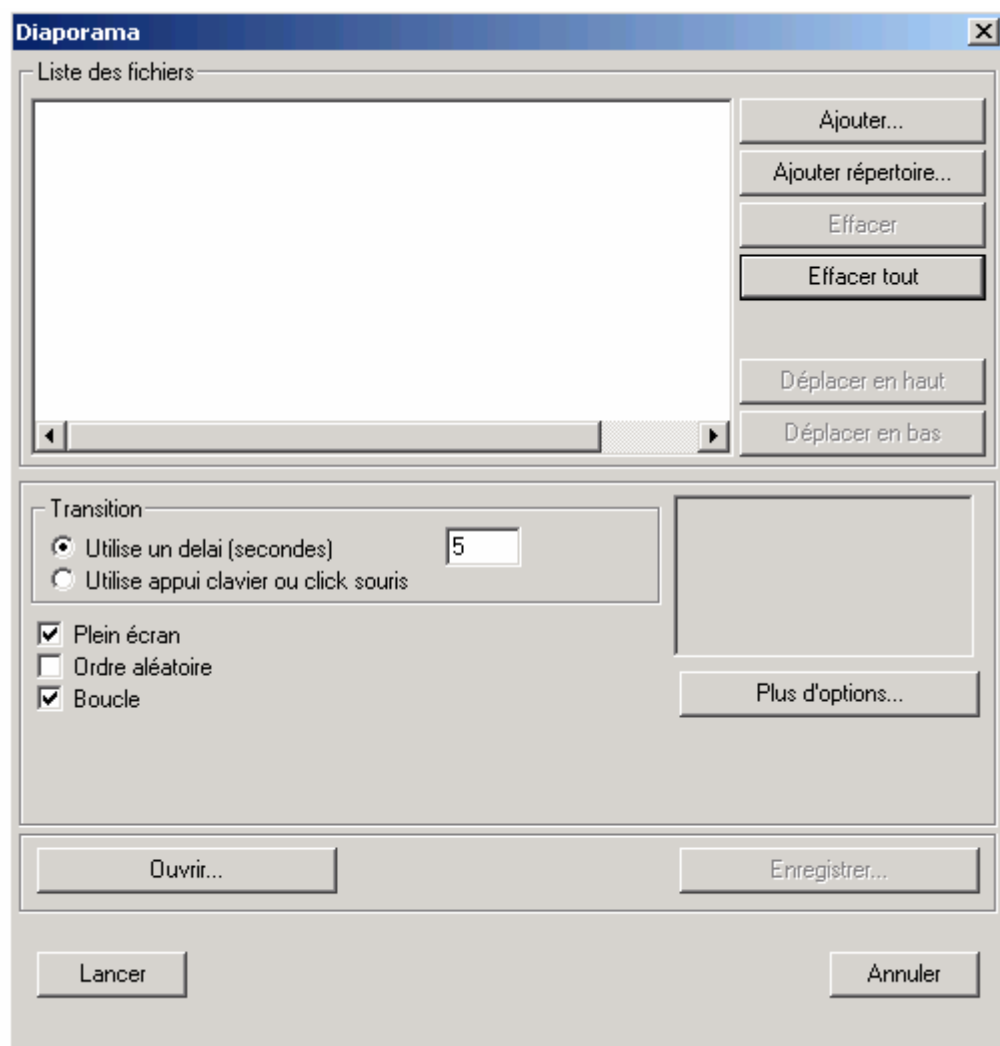 Diaporama
Liste des fichiers
Ajouter...
Ajouter répertoire...
Effacer
Effacer tout
Déplacer en haut
Déplacer en bas
Transition
Utilise un delai (secondes) 5
Utilise appui clavier ou click souris
Plein écran
Ordre aléatoire
Boucle
Plus d'options...
Ouvrir...
Enregistrer...
Lancer
Annuler